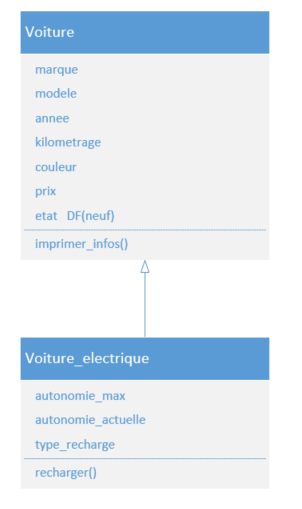 Voiture
marque
modele
annee
kilometrage
couleur
prix
etat DF(neuf)
imprimer_infos()
Voiture_electrique
autonomie_max
autonomie_actuelle
type_recharge
recharger()